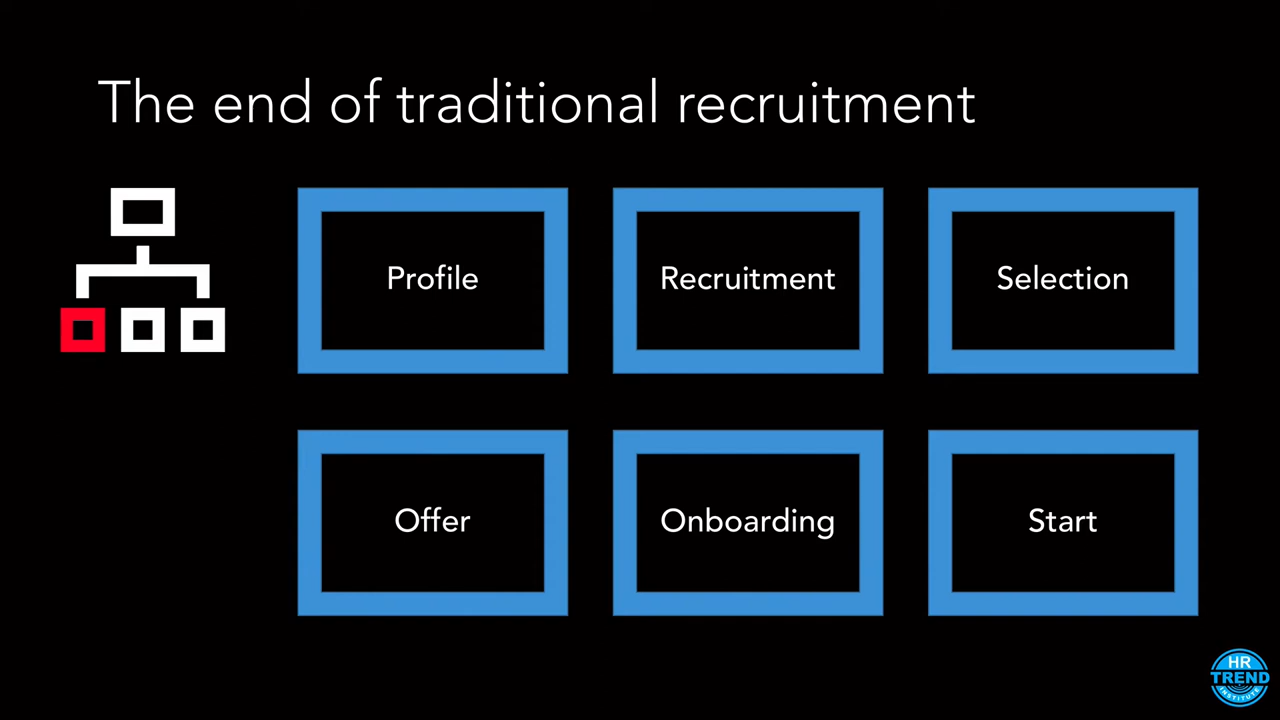 The end of traditional recruitment
Profile
Recruitment
Selection
Offer
Onboarding
Start
HR
TREND
INSTITUTE